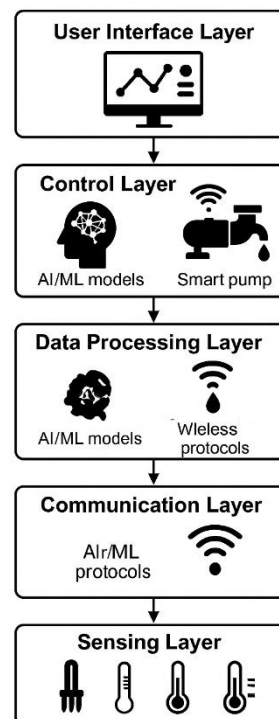 User Interface Layer
Control Layer
AI/ML models
Smart pump
Data Processing Layer
AI/ML models
Wleless
protocols
Communication Layer
AIr/ML
protocols
Sensing Layer